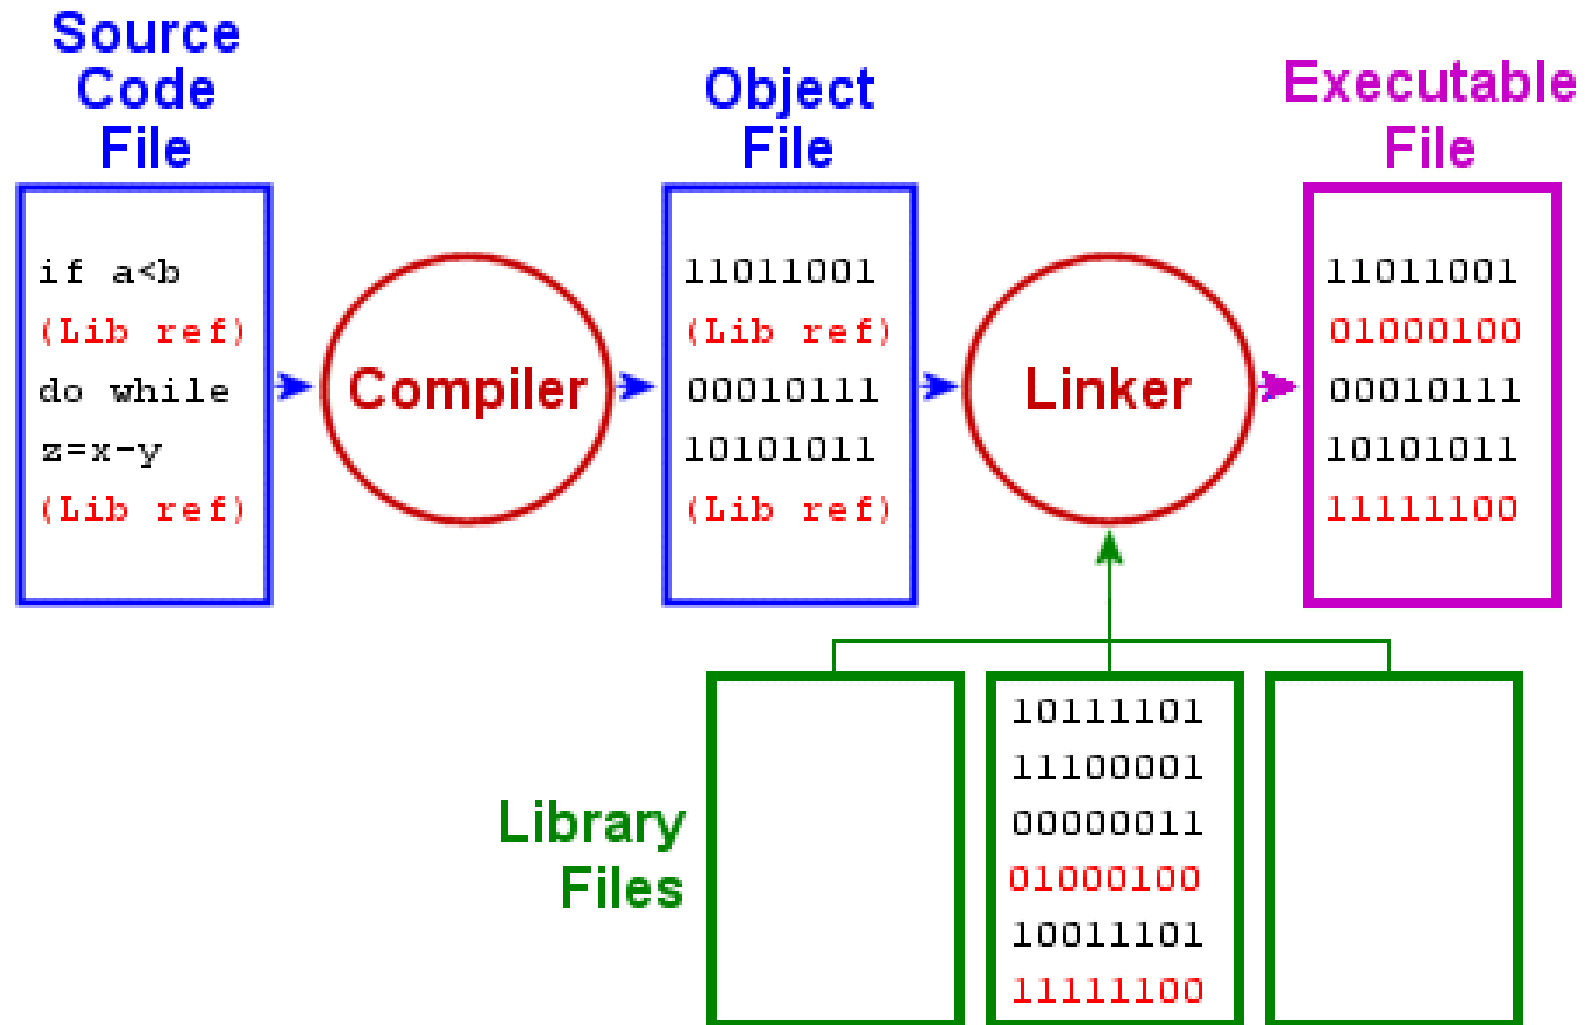 Source
Code
File
if a<b
(Lib ref)
do while
z=x-y
(Lib ref)
Compiler
Object
File
11011001
(Lib ref)
00010111
10101011
(Lib ref)
Linker
Executable
File
11011001
01000100
00010111
10101011
11111100
Library
Files
10111101
11100001
00000011
01000100
10011101
11111100